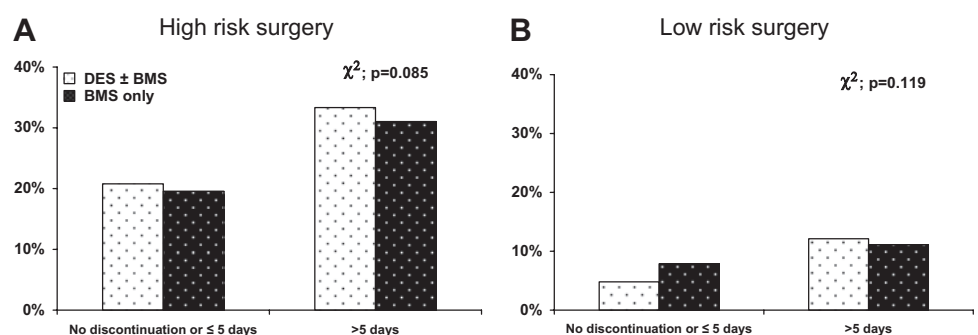 A High risk surgery
40%
χ²; p=0.085
DES ± BMS
BMS only
30%
20%
10%
0%
No discontinuation or ≤ 5 days >5 days
B Low risk surgery
40%
χ²; p=0.119
30%
20%
10%
0%
No discontinuation or ≤ 5 days >5 days